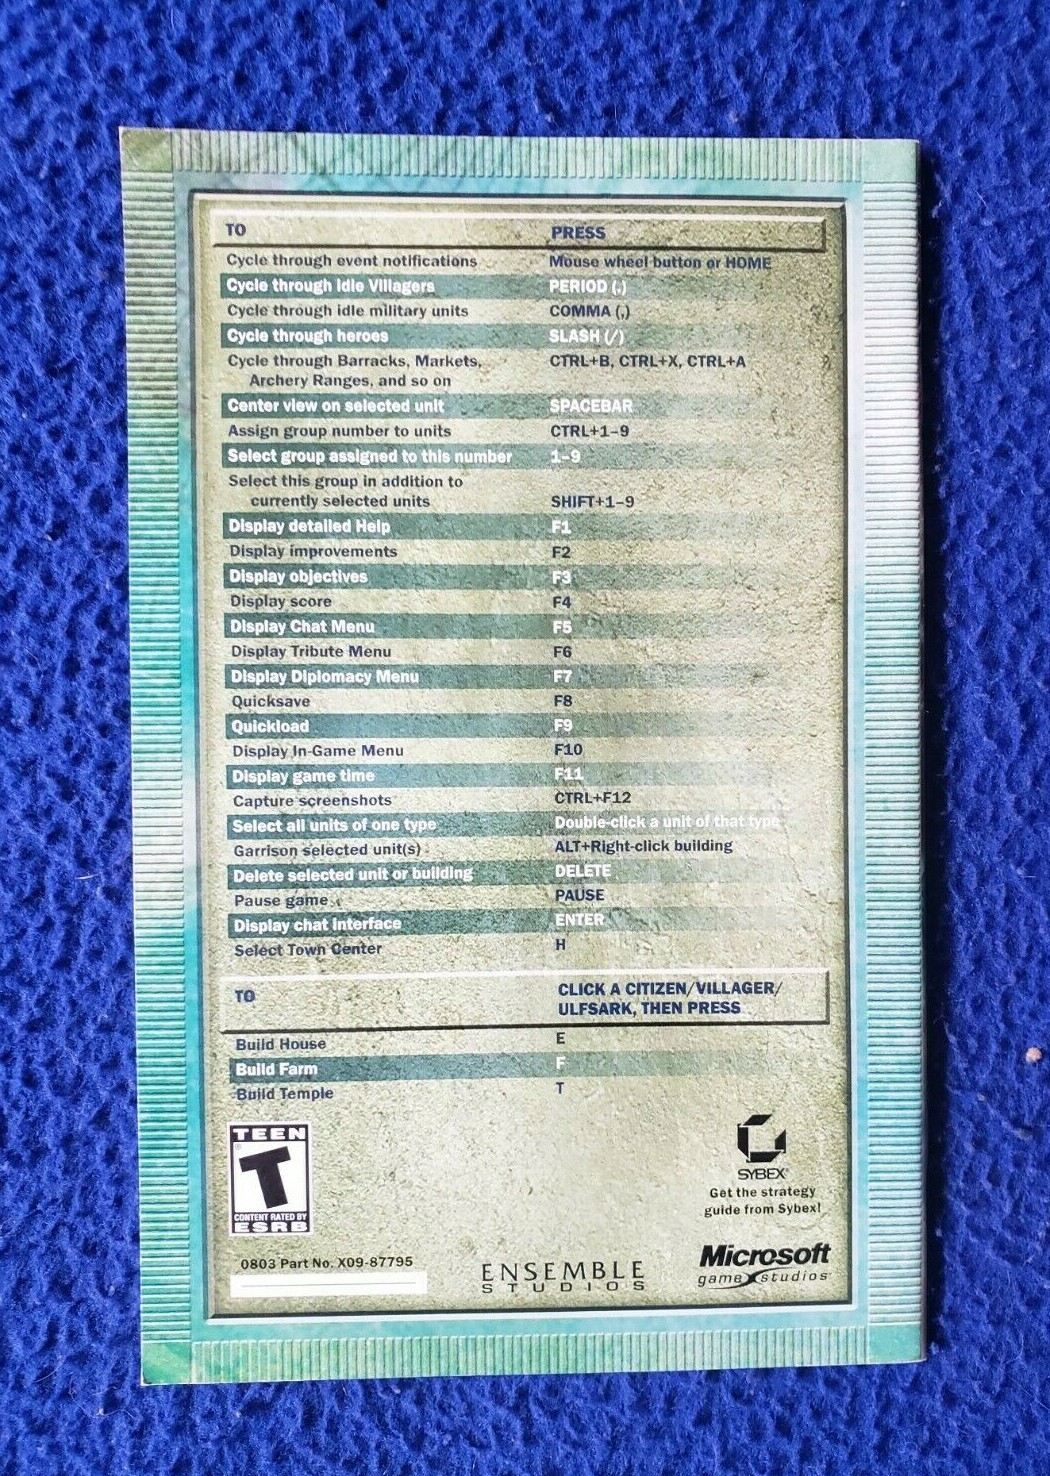 TO PRESS
Cycle through event notifications Mouse wheel button or HOME
Cycle through Idle Villagers PERIOD (.)
Cycle through idle military units COMMA (,)
Cycle through heroes SLASH (/)
Cycle through Barracks, Markets, CTRL+B, CTRL+X, CTRL+A
Archery Ranges, and so on
Center view on selected unit SPACEBAR
Assign group number to units CTRL+1–9
Select group assigned to this number 1–9
Select this group in addition to
currently selected units SHIFT+1–9
Display detailed Help F1
Display improvements F2
Display objectives F3
Display score F4
Display Chat Menu F5
Display Tribute Menu F6
Display Diplomacy Menu F7
Quicksave F8
Quickload F9
Display In-Game Menu F10
Display game time F11
Capture screenshots CTRL+F12
Select all units of one type Double-click a unit of that type
Garrison selected unit(s) ALT+Right-click building
Delete selected unit or building DELETE
Pause game PAUSE
Display chat interface ENTER
Select Town Center H
TO CLICK A CITIZEN/VILLAGER/
ULFSARK, THEN PRESS
Build House E
Build Farm F
Build Temple T
TEEN
T
CONTENT RATED BY
ESRB
SYBEX®
Get the strategy
guide from Sybex!
0803 Part No. X09-87795
ENSEMBLE
STUDIOS
Microsoft
game studios™